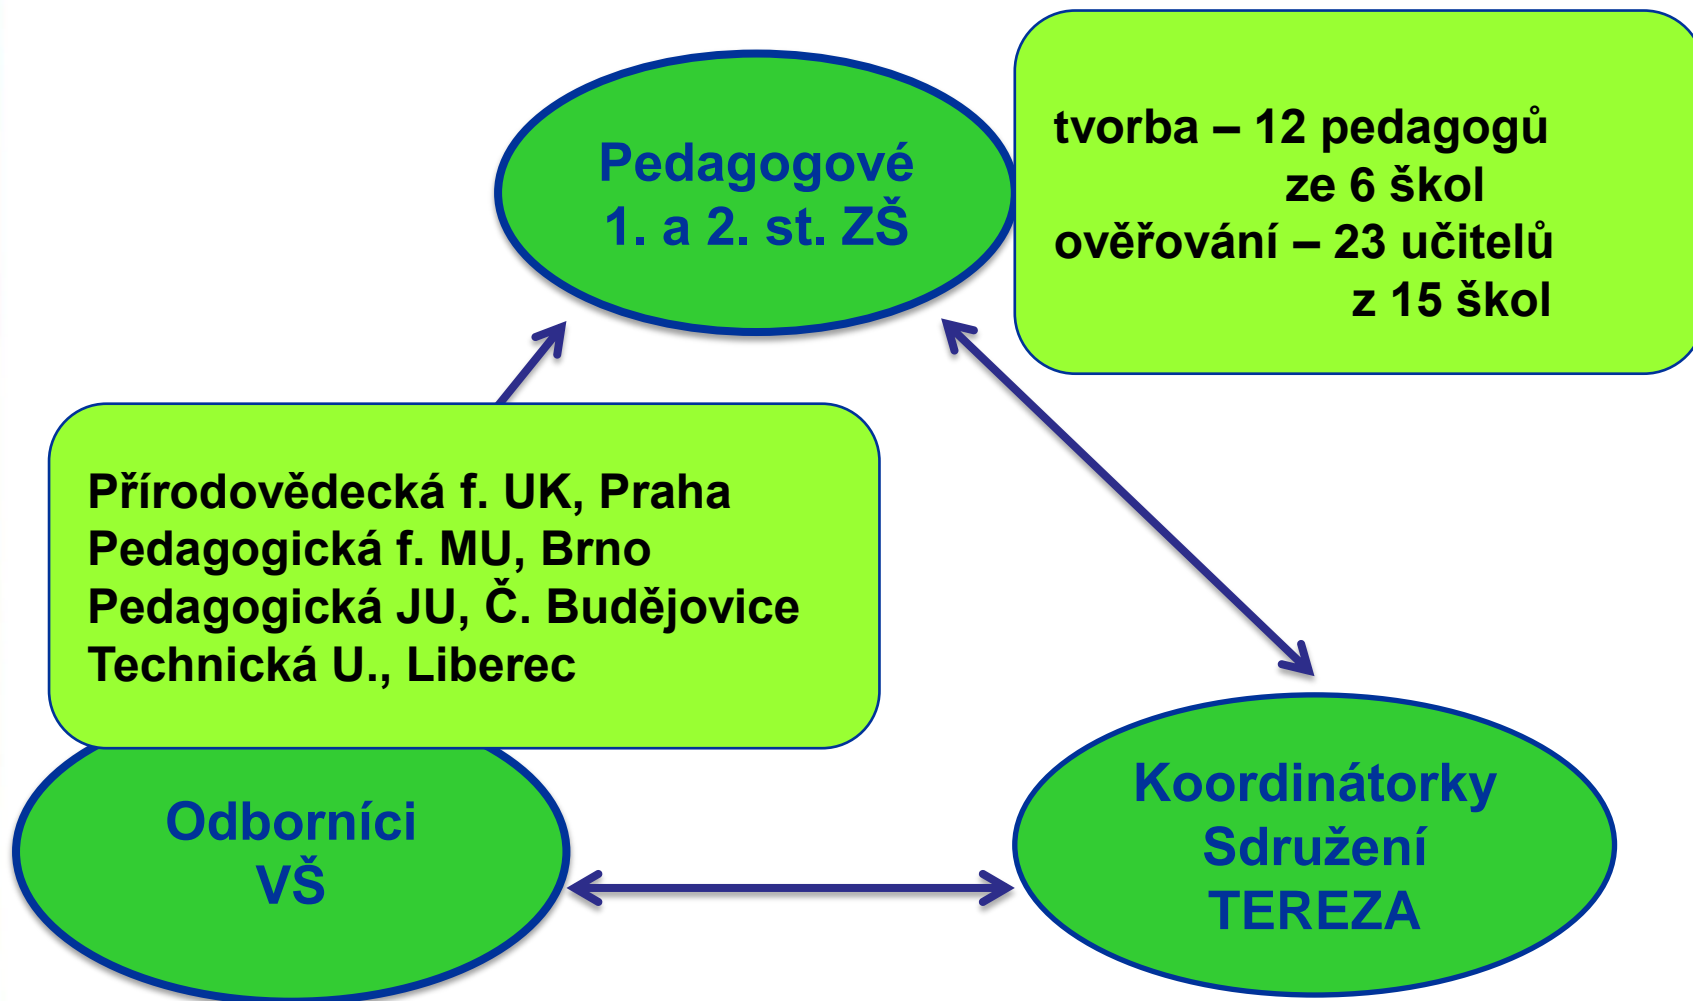 Pedagogové
1. a 2. st. ZŠ
tvorba – 12 pedagogů
ze 6 škol
ověřování – 23 učitelů
z 15 škol
Přírodovědecká f. UK, Praha
Pedagogická f. MU, Brno
Pedagogická JU, Č. Budějovice
Technická U., Liberec
Odborníci
VŠ
Koordinátorky
Sdružení
TEREZA